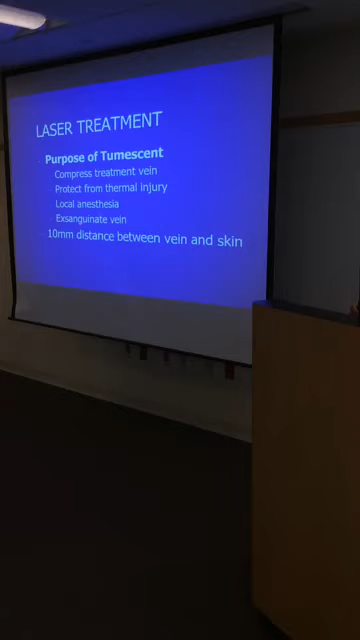 LASER TREATMENT
Purpose of Tumescent
Compress treatment vein
Protect from thermal injury
Local anesthesia
Exsanguinate vein
10mm distance between vein and skin